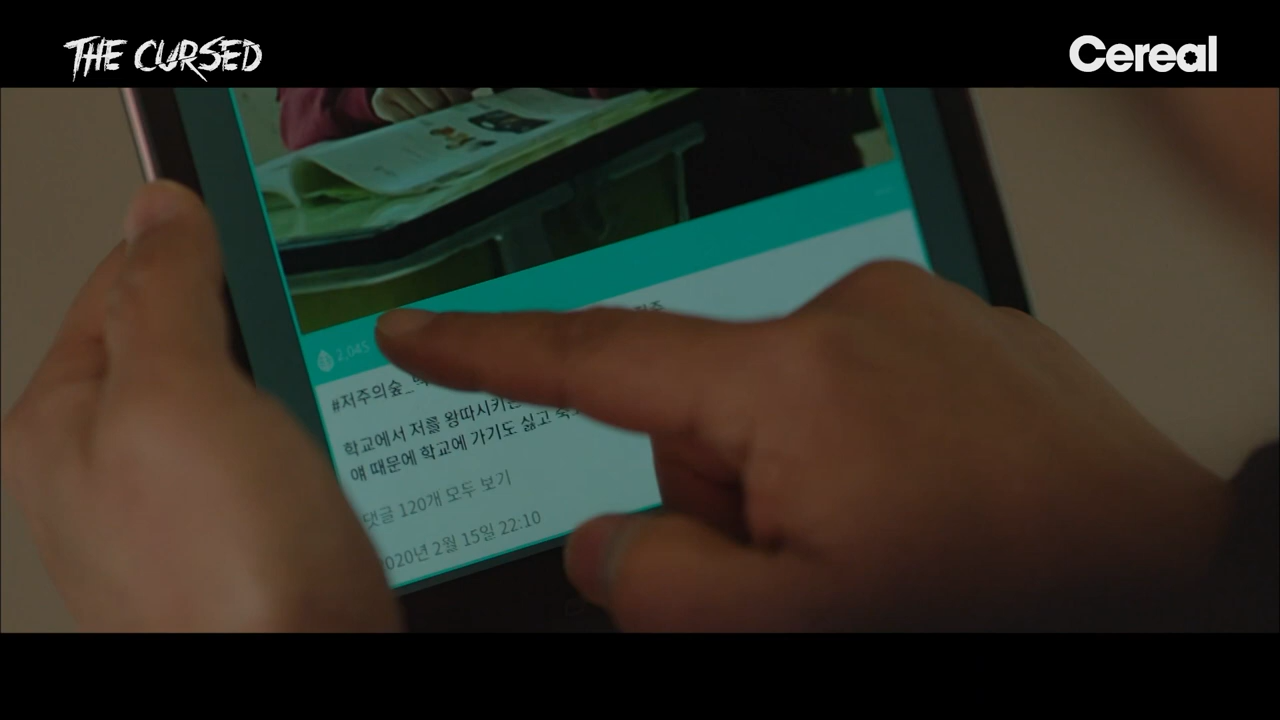 THE CURSED
Cereal
2,045
#저주의숲_
학교에서 저를 왕따시키는
얘 때문에 학교에 가기도 싫고
댓글 120개 모두 보기
2020년 2월 15일 22:10